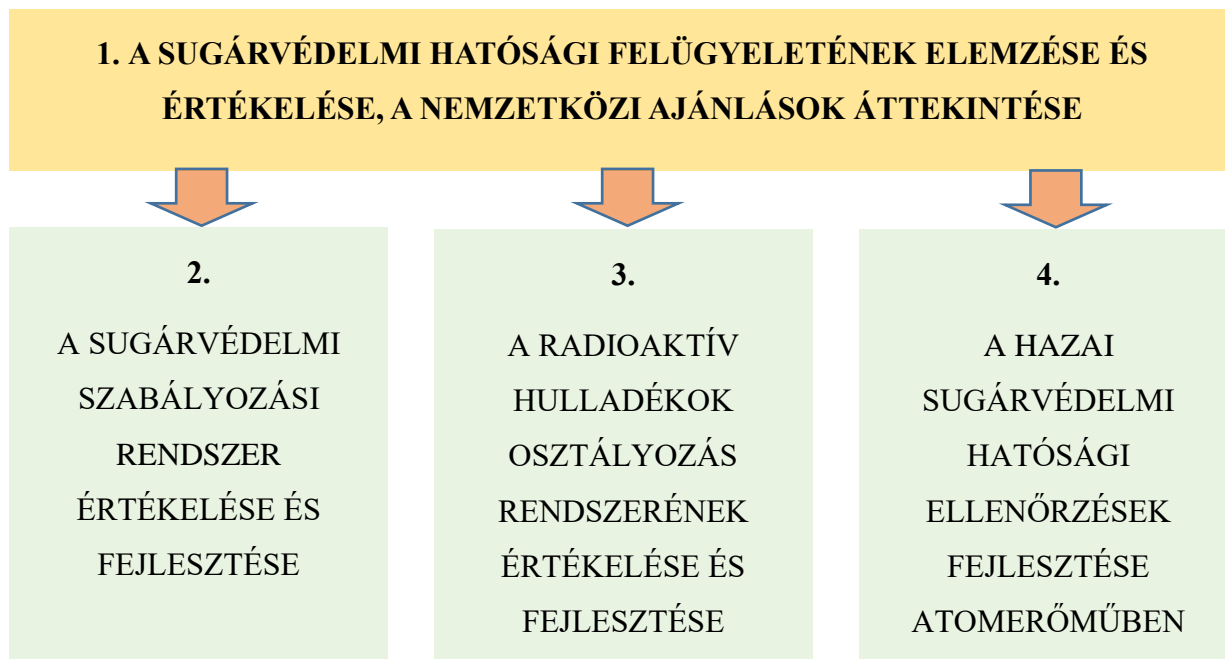 1. A SUGÁRVÉDELMI HATÓSÁGI FELÜGYELETÉNEK ELEMZÉSE ÉS
ÉRTÉKELÉSE, A NEMZETKÖZI AJÁNLÁSOK ÁTTEKINTÉSE
2.
A SUGÁRVÉDELMI
SZABÁLYOZÁSI
RENDSZER
ÉRTÉKELÉSE ÉS
FEJLESZTÉSE
3.
A RADIOAKTÍV
HULLADÉKOK
OSZTÁLYOZÁS
RENDSZERÉNEK
ÉRTÉKELÉSE ÉS
FEJLESZTÉSE
4.
A HAZAI
SUGÁRVÉDELMI
HATÓSÁGI
ELLENŐRZÉSEK
FEJLESZTÉSE
ATOMERŐMŰBEN